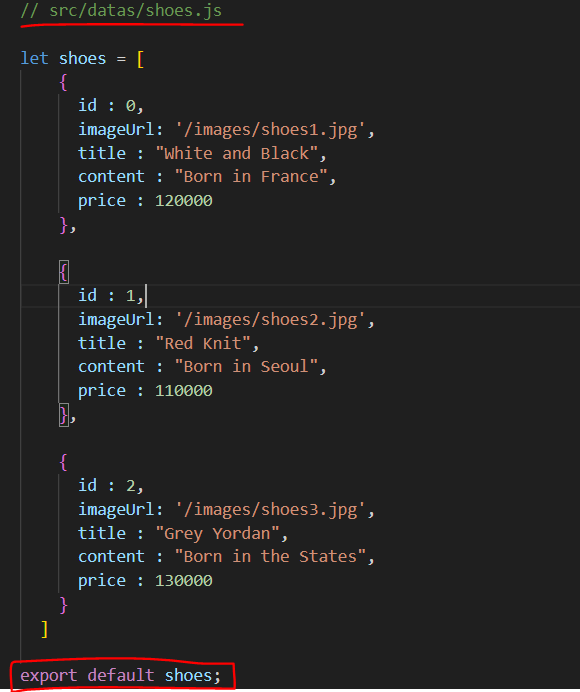 // src/datas/shoes.js
let shoes = [
{
id : 0,
imageUrl: '/images/shoes1.jpg',
title : "White and Black",
content : "Born in France",
price : 120000
},
{
id : 1,
imageUrl: '/images/shoes2.jpg',
title : "Red Knit",
content : "Born in Seoul",
price : 110000
},
{
id : 2,
imageUrl: '/images/shoes3.jpg',
title : "Grey Yordan",
content : "Born in the States",
price : 130000
}
]
export default shoes;